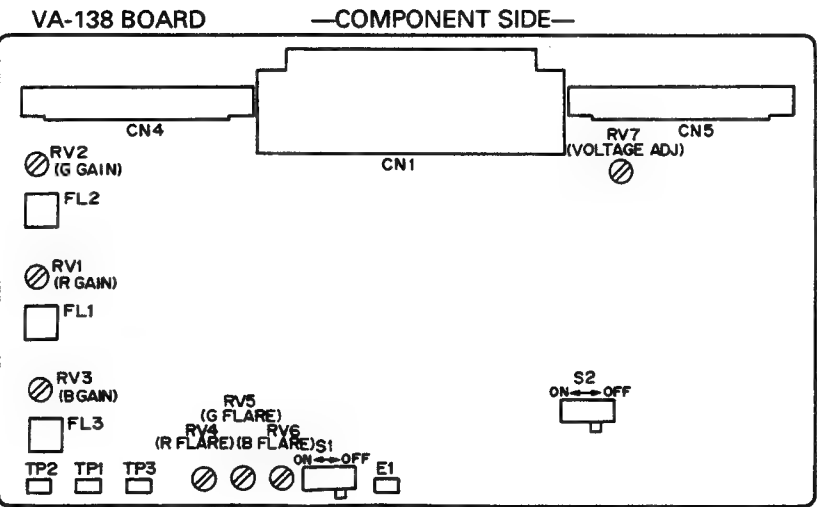 VA-138 BOARD —COMPONENT SIDE—
CN4
CN1
CN5
RV7
(VOLTAGE ADJ)
RV2
(G GAIN)
FL2
RV1
(R GAIN)
FL1
RV3
(B GAIN)
FL3
RV5
(G FLARE)
RV4
(R FLARE)
RV6
(B FLARE)
S1
ON OFF
S2
ON OFF
TP2
TP1
TP3
E1